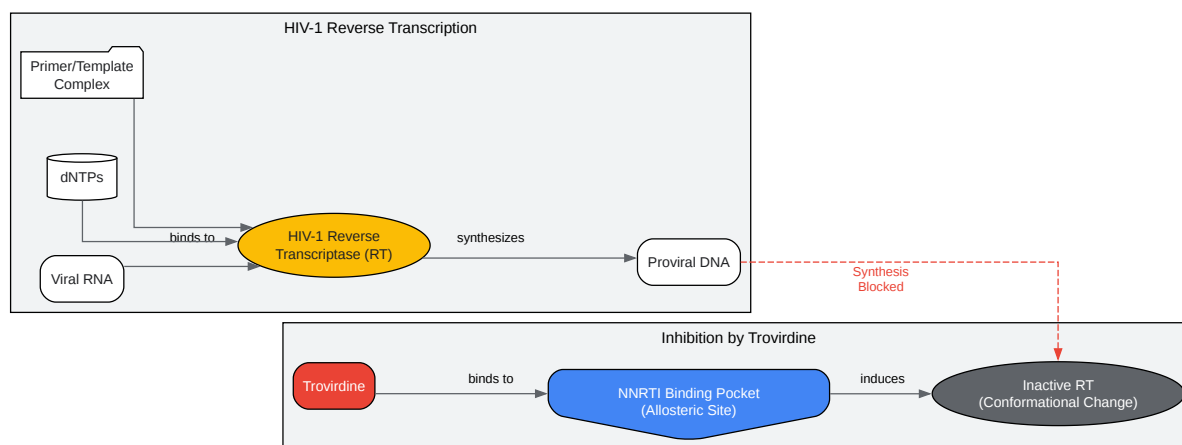 HIV-1 Reverse Transcription
Primer/Template
Complex
dNTPs
binds to
Viral RNA
HIV-1 Reverse
Transcriptase (RT)
synthesizes
Proviral DNA
Synthesis
Blocked
Inhibition by Trovirdine
Trovirdine
binds to
NNRTI Binding Pocket
(Allosteric Site)
induces
Inactive RT
(Conformational Change)